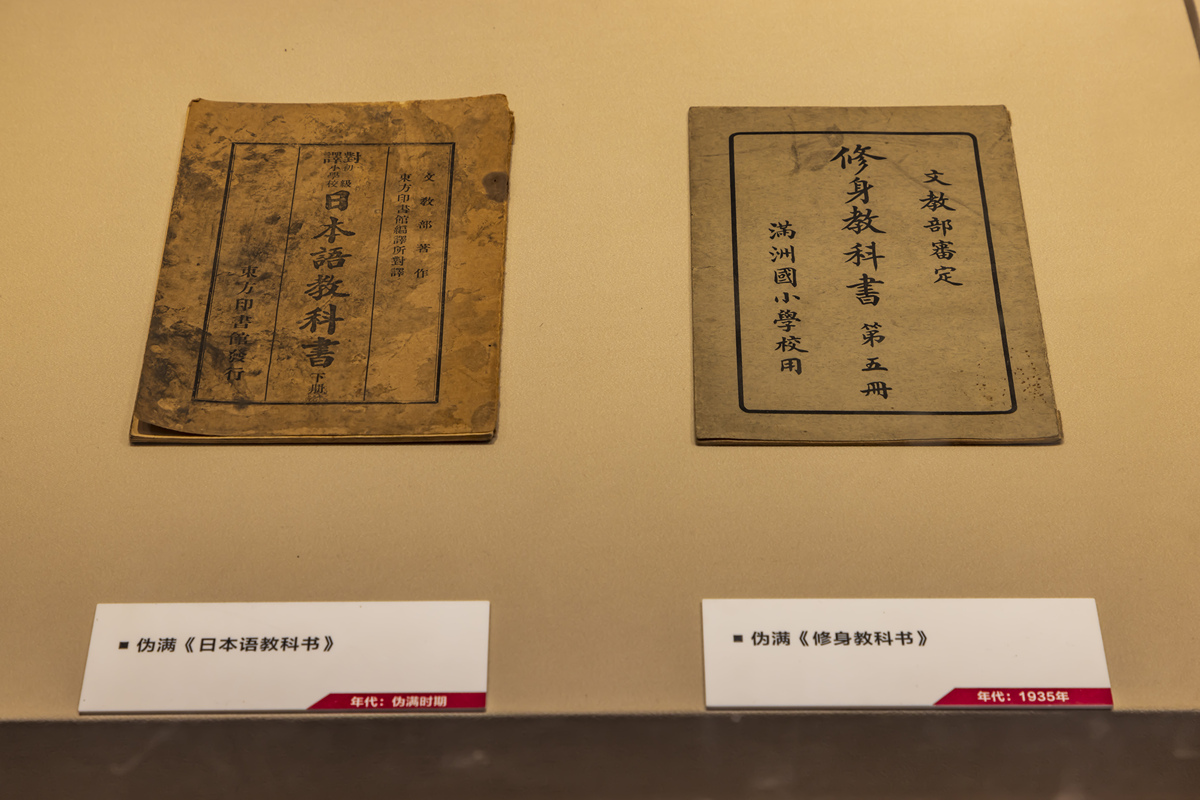 文教部著作
東方印書館編譯所對譯
對譯
初級
小學校
日本語教科書
下册
東方印書館發行
文教部審定
修身教科書 第五冊
滿洲國小學校用
■ 伪满《日本语教科书》
年代：伪满时期
■ 伪满《修身教科书》
年代：1935年